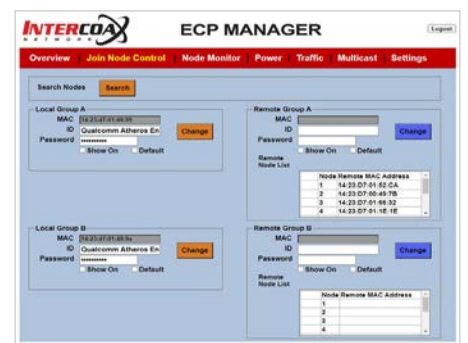 INTERCOAX
NETWORKS
ECP MANAGER
Logout
Overview Join Node Control Node Monitor Power Traffic Multicast Settings
Search Nodes Search
Local Group A
MAC
ID Qualcomm Atheros En
Change
Password **********
Show On Default
Remote Group A
MAC
ID
Change
Password
Show On Default
Remote
Node List
Node Remote MAC Address
1 14:23:D7:01:52:CA
2 14:23:D7:00:49:7B
3 14:23:D7:01:66:32
4 14:23:D7:01:1E:1E
Local Group B
MAC
ID Qualcomm Atheros En
Change
Password **********
Show On Default
Remote Group B
MAC
ID
Change
Password
Show On Default
Remote
Node List
Node Remote MAC Address
1
2
3
4